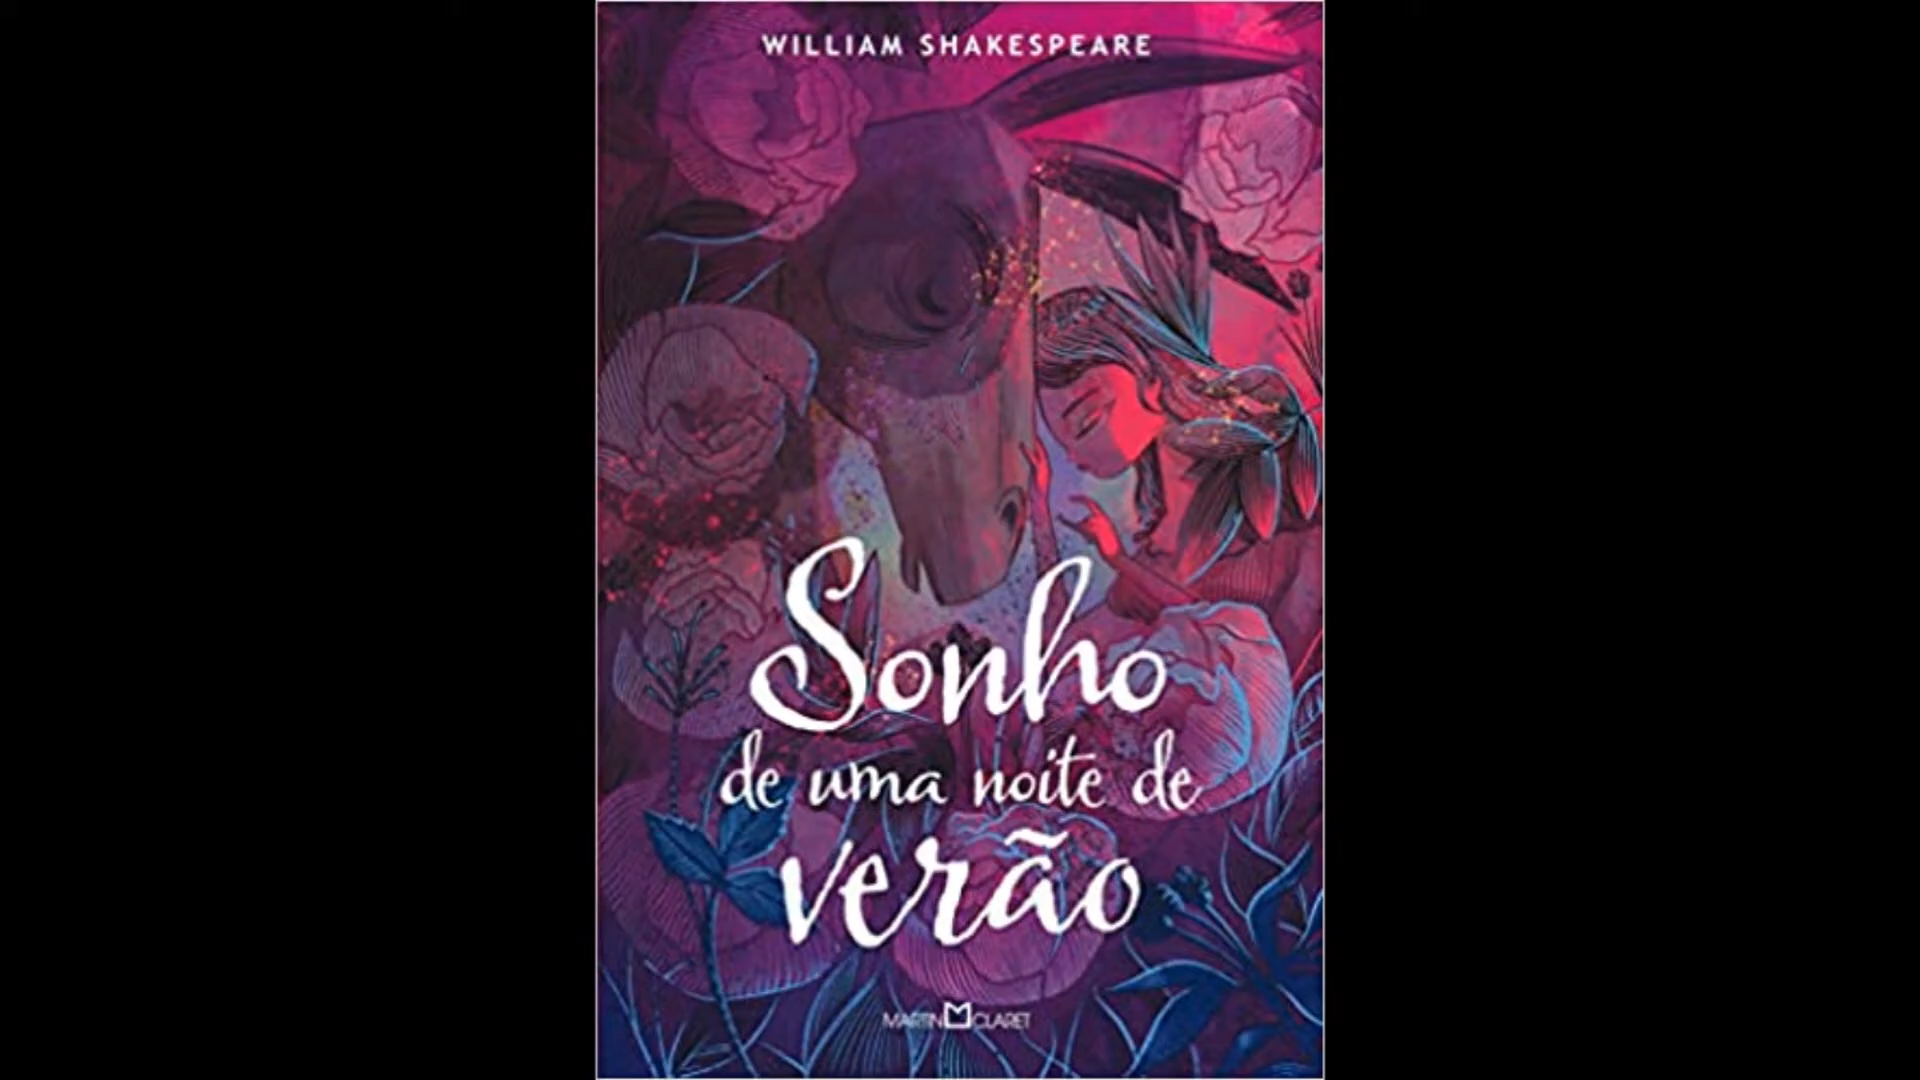 WILLIAM SHAKESPEARE
Sonho
de uma noite de
verão
MARTIN CLARET